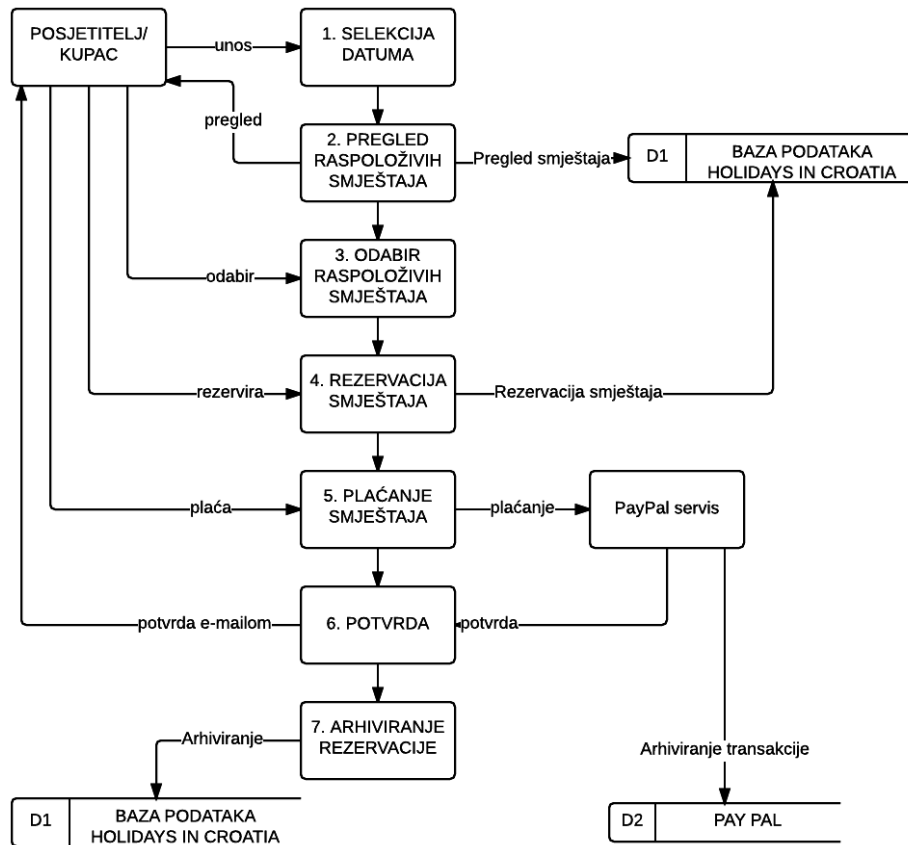 POSJETITELJ/
KUPAC
unos
1. SELEKCIJA
DATUMA
pregled
2. PREGLED
RASPOLOŽIVIH
SMJEŠTAJA
Pregled smještaja
D1
BAZA PODATAKA
HOLIDAYS IN CROATIA
odabir
3. ODABIR
RASPOLOŽIVIH
SMJEŠTAJA
rezervira
4. REZERVACIJA
SMJEŠTAJA
Rezervacija smještaja
plaća
5. PLAĆANJE
SMJEŠTAJA
plaćanje
PayPal servis
potvrda e-mailom
6. POTVRDA
potvrda
Arhiviranje
7. ARHIVIRANJE
REZERVACIJE
Arhiviranje transakcije
D1
BAZA PODATAKA
HOLIDAYS IN CROATIA
D2
PAY PAL